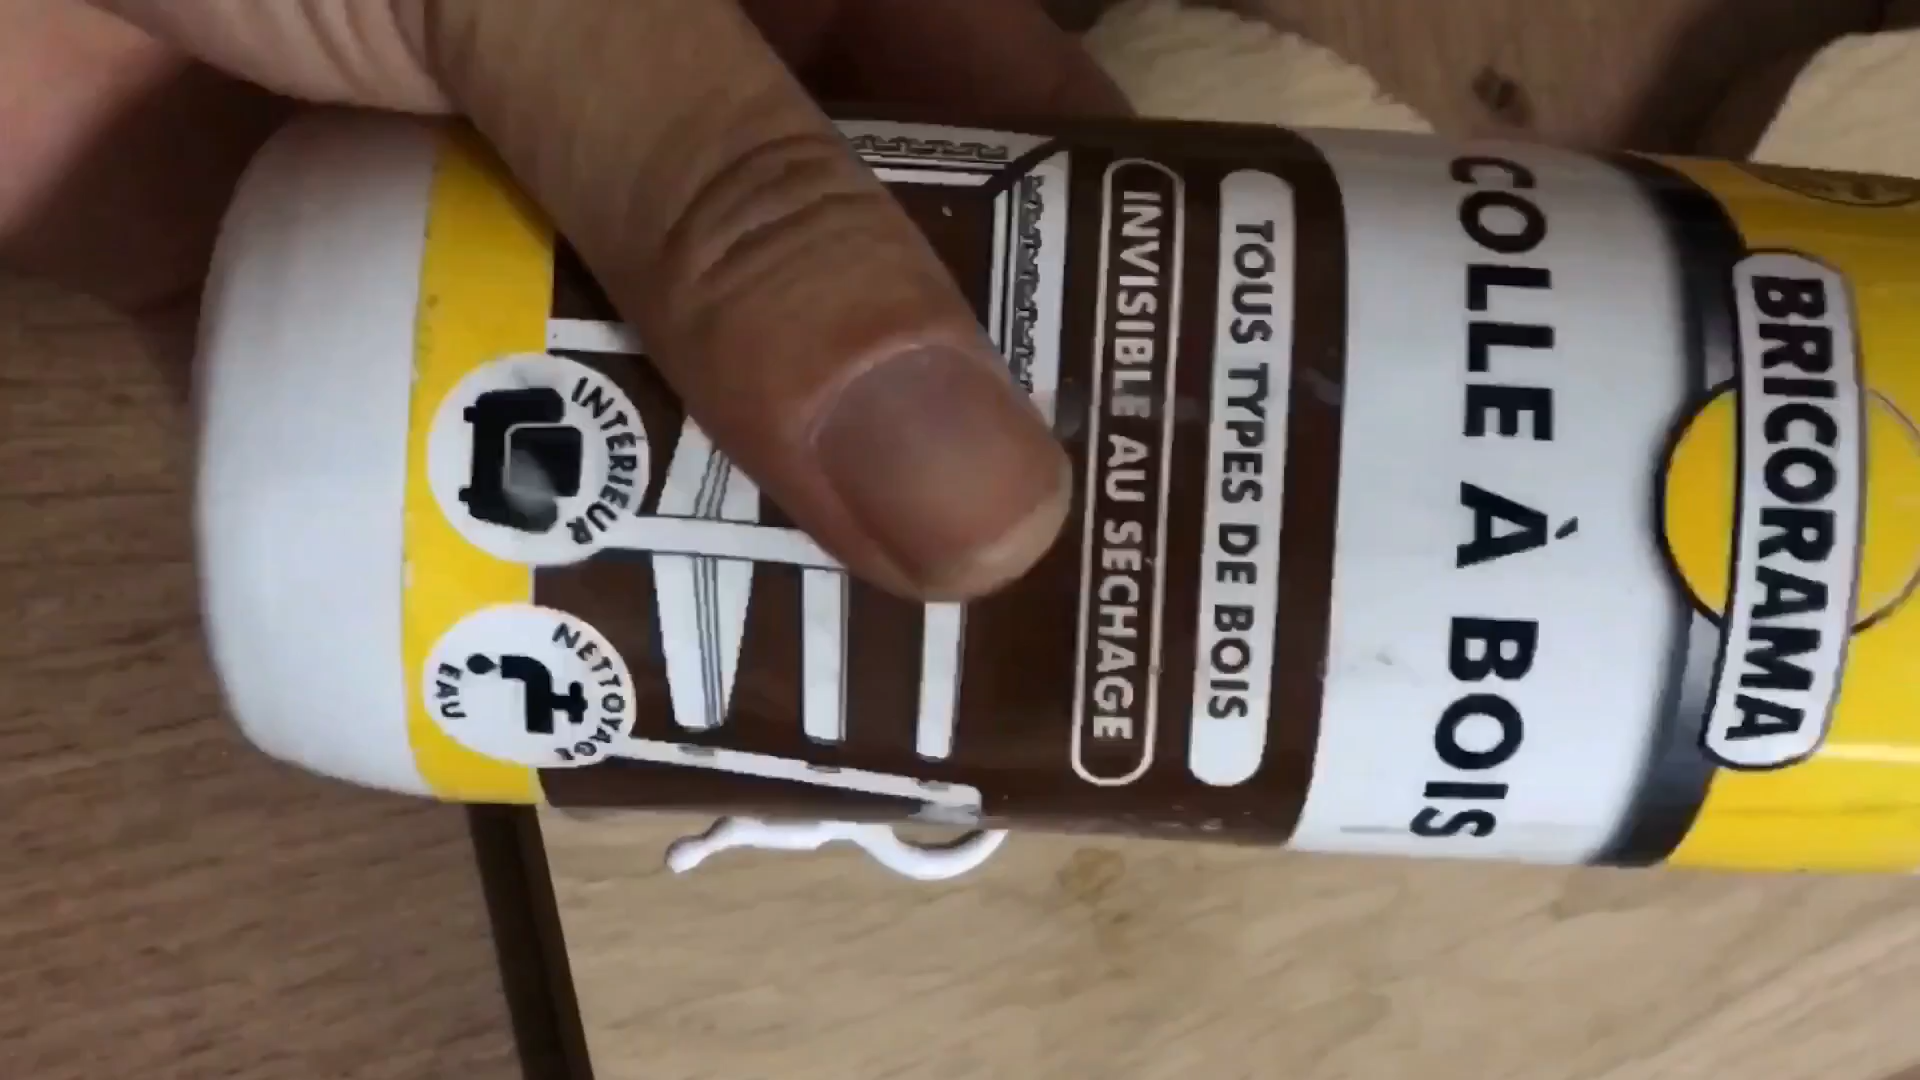 BRICORAMA
COLLE À BOIS
TOUS TYPES DE BOIS
INVISIBLE AU SÉCHAGE
INTÉRIEUR
NETTOYAGE
EAU